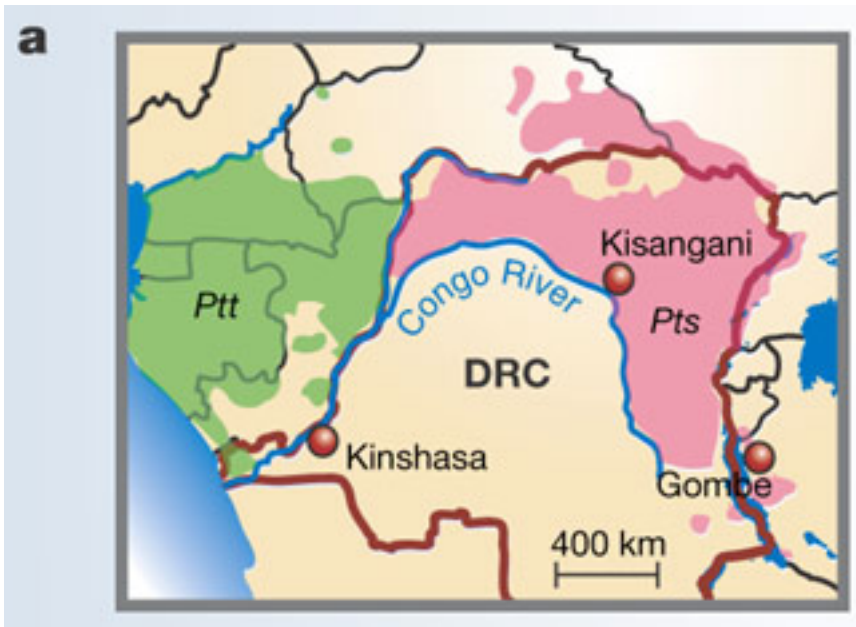 a
Kisangani
Congo River
Ptt
Pts
DRC
Kinshasa
Gombe
400 km